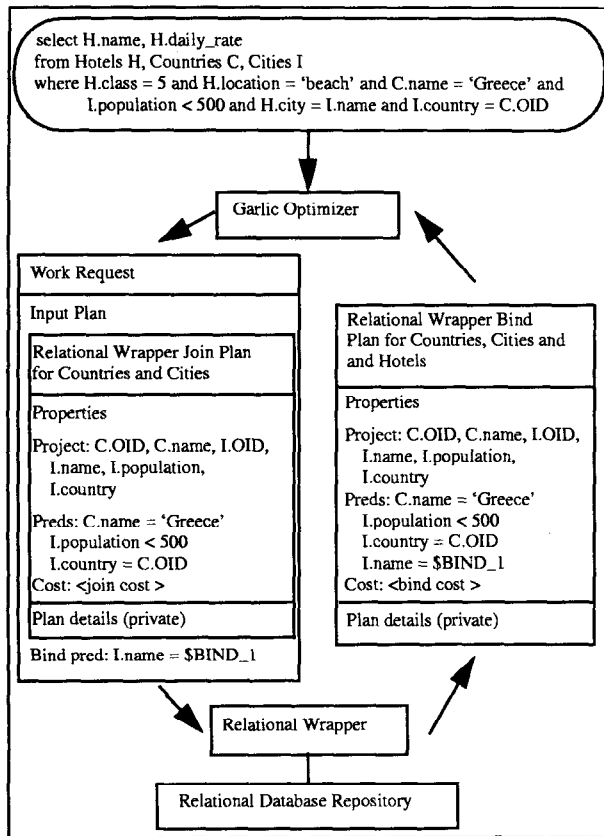 select H.name, H.daily_rate
from Hotels H, Countries C, Cities I
where H.class = 5 and H.location = ‘beach’ and C.name = ‘Greece’ and
I.population < 500 and H.city = I.name and I.country = C.OID
Garlic Optimizer
Work Request
Input Plan
Relational Wrapper Join Plan
for Countries and Cities
Properties
Project: C.OID, C.name, I.OID,
I.name, I.population,
I.country
Preds: C.name = ‘Greece’
I.population < 500
I.country = C.OID
Cost: <join cost >
Plan details (private)
Bind pred: I.name = $BIND_1
Relational Wrapper Bind
Plan for Countries, Cities and
and Hotels
Properties
Project: C.OID, C.name, I.OID,
I.name, I.population,
I.country
Preds: C.name = ‘Greece’
I.population < 500
I.country = C.OID
I.name = $BIND_1
Cost: <bind cost >
Plan details (private)
Relational Wrapper
Relational Database Repository